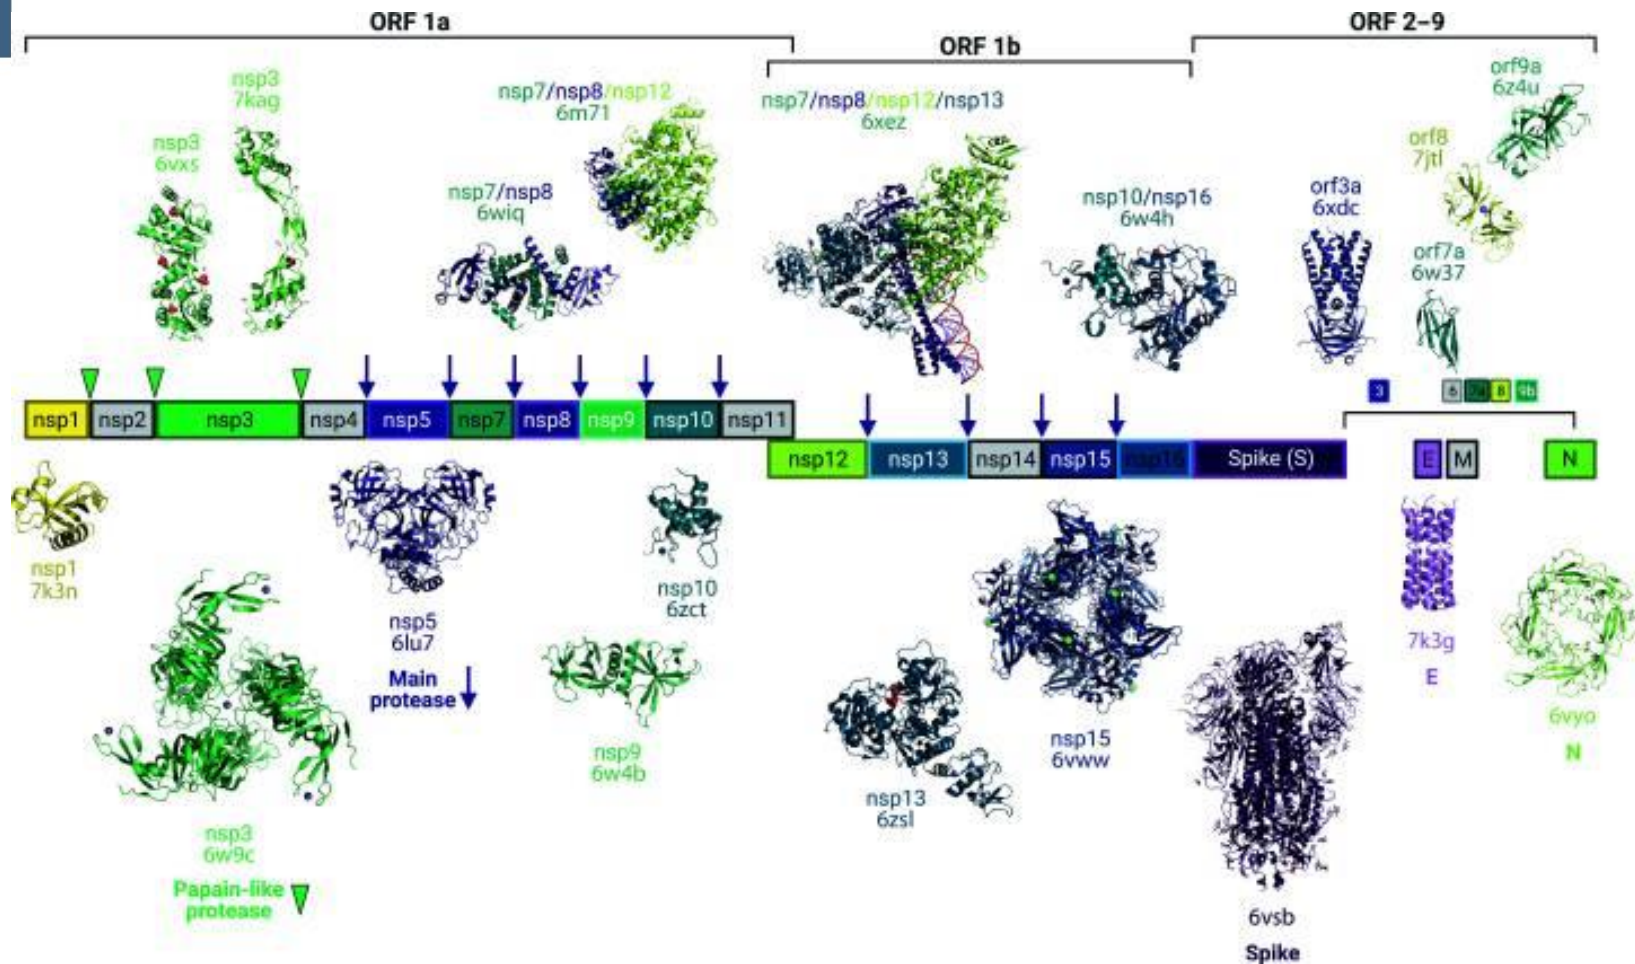 ORF 1a
ORF 1b
ORF 2–9
nsp3
7kag
nsp3
6vxs
nsp7/nsp8/nsp12
6m71
nsp7/nsp8
6wiq
nsp7/nsp8/nsp12/nsp13
6xez
nsp10/nsp16
6w4h
orf3a
6xdc
orf9a
6z4u
orf8
7jtl
orf7a
6w37
3
6
7a
8
9b
nsp1
nsp2
nsp3
nsp4
nsp5
nsp7
nsp8
nsp9
nsp10
nsp11
nsp12
nsp13
nsp14
nsp15
nsp16
Spike (S)
E
M
N
nsp1
7k3n
nsp5
6lu7
Main
protease
nsp10
6zct
nsp9
6w4b
nsp3
6w9c
Papain-like
protease
nsp13
6zsl
nsp15
6vww
6vsb
Spike
7k3g
E
6vyo
N